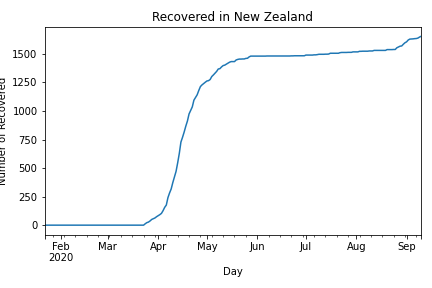 Recovered in New Zealand
Number of Recovered
1500
1250
1000
750
500
250
0
Feb Mar Apr May Jun Jul Aug Sep
2020
Day